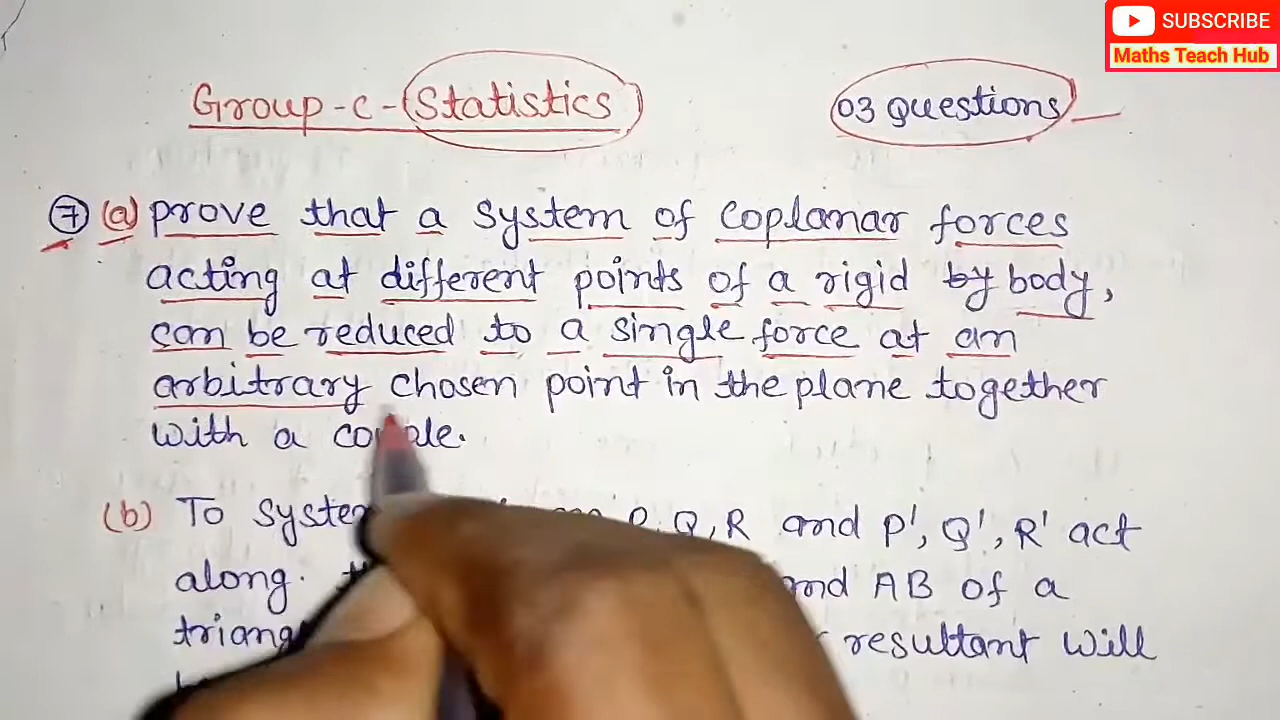 SUBSCRIBE
Maths Teach Hub
Group-C-Statistics 03 Questions
7 (a) prove that a system of coplanar forces
acting at different points of a rigid by body,
can be reduced to a single force at an
arbitrary chosen point in the plane together
with a
(b) To P, Q, R and P', Q', R' act
along. and AB of a
resultant will